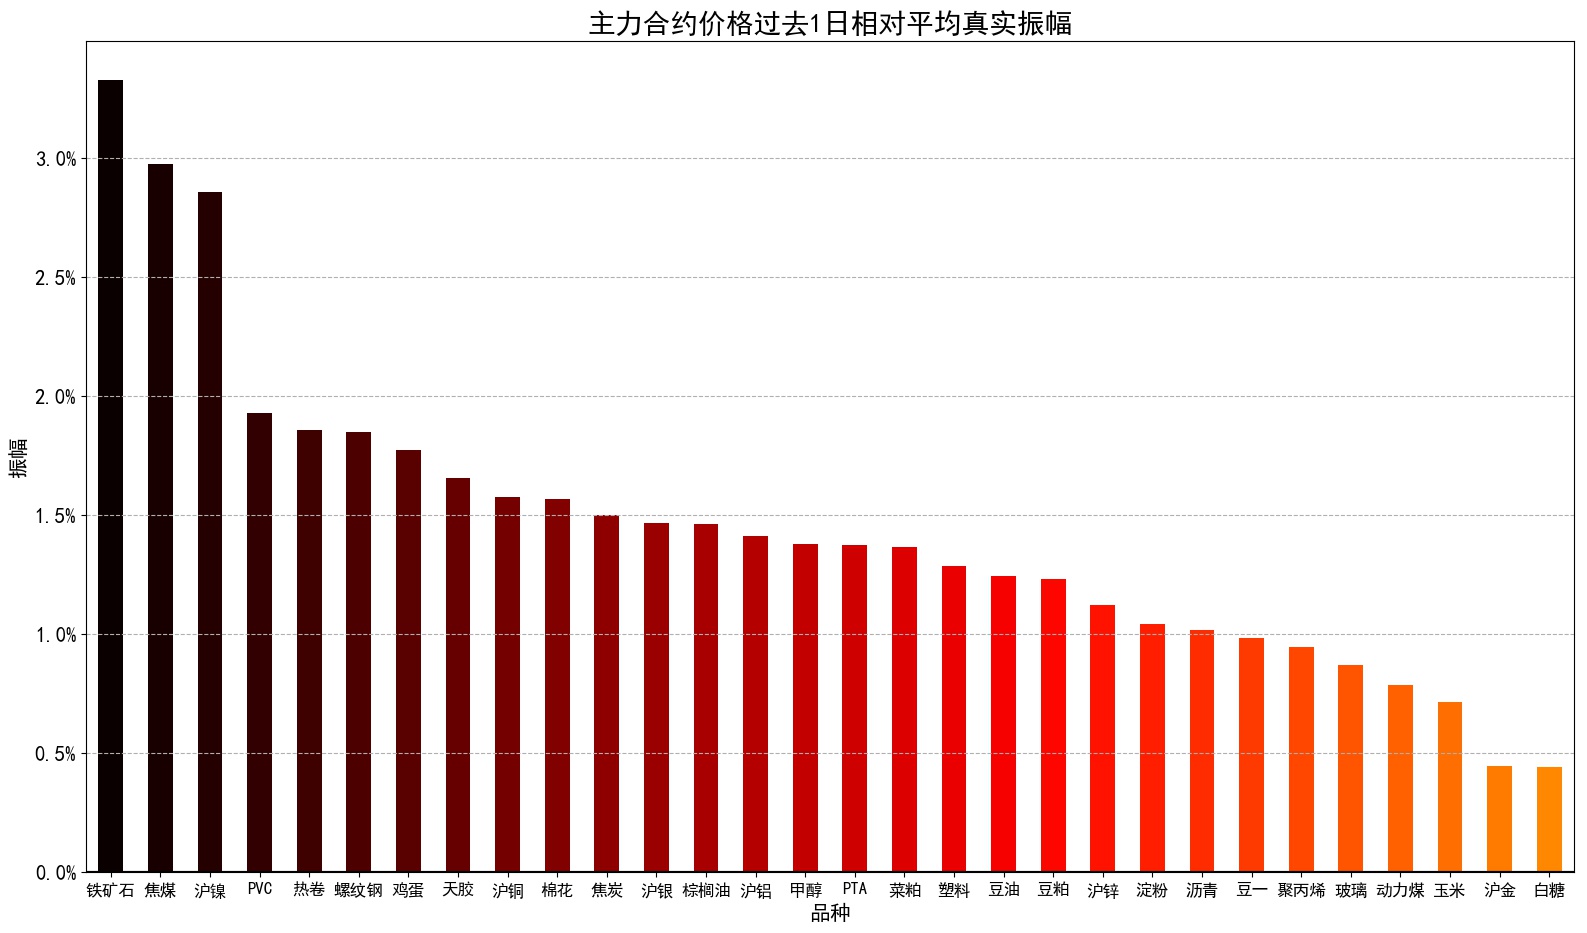 主力合约价格过去1日相对平均真实振幅
振幅
3.0%
2.5%
2.0%
1.5%
1.0%
0.5%
0.0%
铁矿石 焦煤 沪镍 PVC 热卷 螺纹钢 鸡蛋 天胶 沪铜 棉花 焦炭 沪银 棕榈油 沪铝 甲醇 PTA 菜粕 塑料 豆油 豆粕 沪锌 淀粉 沥青 豆一 聚丙烯 玻璃 动力煤 玉米 沪金 白糖
品种